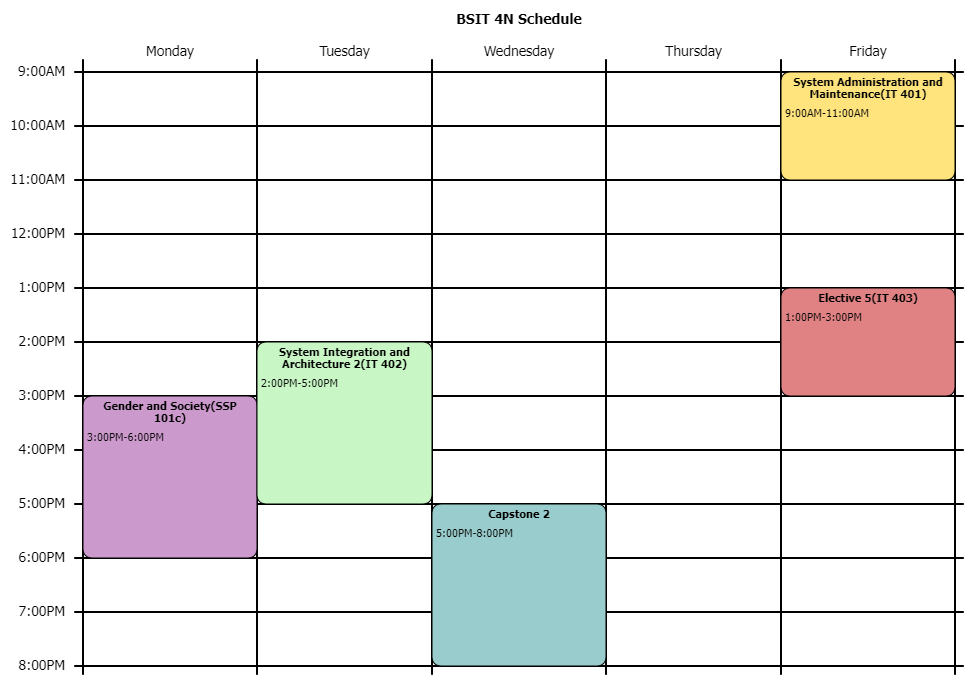 BSIT 4N Schedule
Monday Tuesday Wednesday Thursday Friday
9:00AM
System Administration and
Maintenance(IT 401)
9:00AM-11:00AM
10:00AM
11:00AM
12:00PM
1:00PM
Elective 5(IT 403)
1:00PM-3:00PM
2:00PM
System Integration and
Architecture 2(IT 402)
2:00PM-5:00PM
3:00PM
Gender and Society(SSP
101c)
3:00PM-6:00PM
4:00PM
5:00PM
Capstone 2
5:00PM-8:00PM
6:00PM
7:00PM
8:00PM